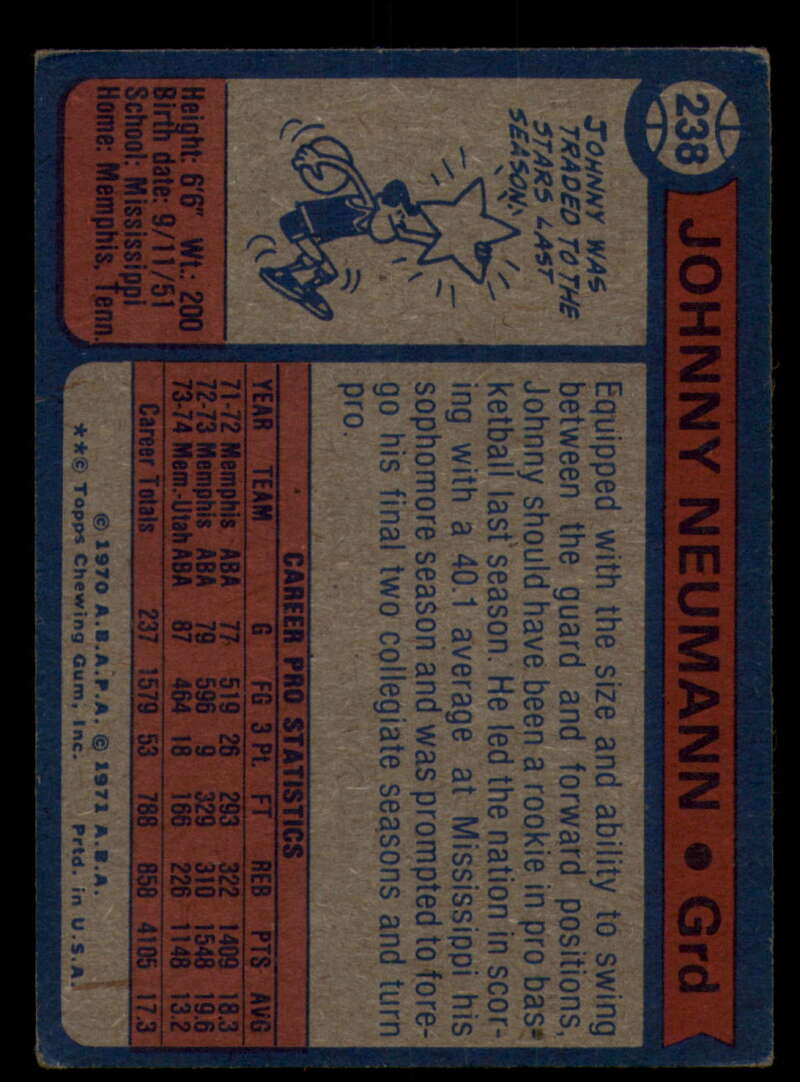 238
JOHNNY NEUMANN • Grd
JOHNNY WAS
TRADED TO THE
STARS LAST
SEASON
Height: 6'6" Wt.: 200
Birth date: 9/11/51
School: Mississippi
Home: Memphis, Tenn.
Equipped with the size and ability to swing
between the guard and forward positions,
Johnny should have been a rookie in pro bas-
ketball last season. He led the nation in scor-
ing with a 40.1 average at Mississippi his
sophomore season and was prompted to fore-
go his final two collegiate seasons and turn
pro.
CAREER PRO STATISTICS
YEAR TEAM G FG 3 Pt. FT REB PTS AVG
71-72 Memphis ABA 77 519 26 293 322 1409 18.3
72-73 Memphis ABA 79 596 9 329 310 1548 19.6
73-74 Mem.-Utah ABA 87 464 18 166 226 1148 13.2
Career Totals 237 1579 53 788 858 4105 17.3
© 1970 A.B.A.P.A. © 1971 A.B.A.
**© Topps Chewing Gum, Inc. Prtd. in U.S.A.